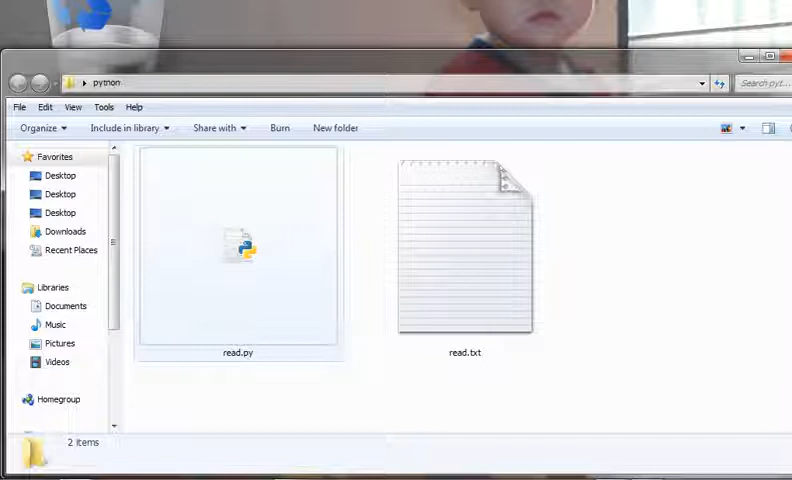 python
Search pyt...
File Edit View Tools Help
Organize Include in library Share with Burn New folder
Favorites
Desktop
Desktop
Desktop
Downloads
Recent Places
Libraries
Documents
Music
Pictures
Videos
Homegroup
read.py
read.txt
2 items